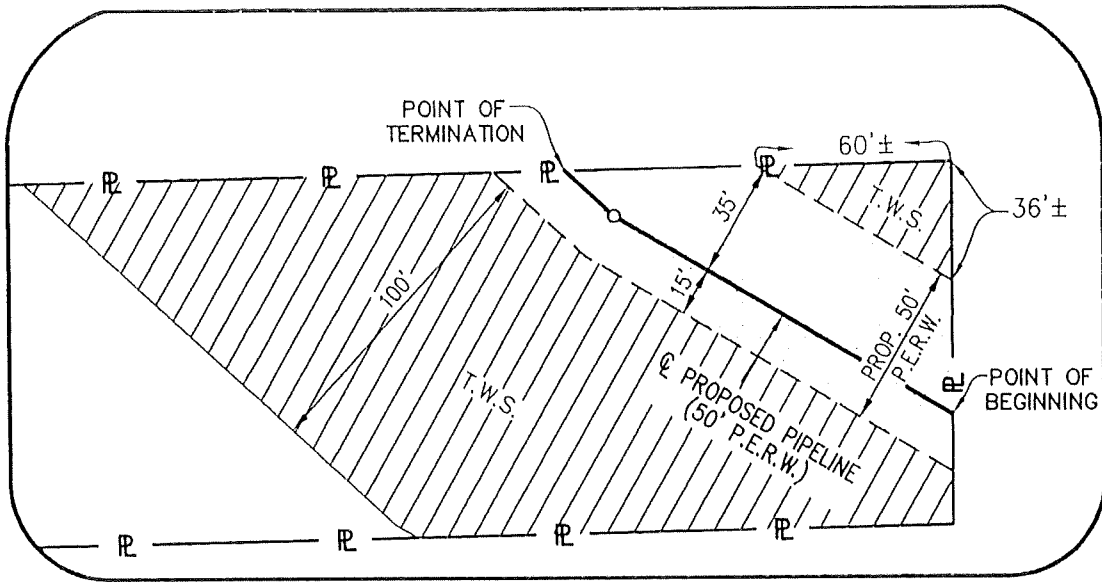 POINT OF
TERMINATION
60'±
℄ PROPOSED PIPELINE
(50' P.E.R.W.)
PROP. 50'
P.E.R.W.
35'
15'
100'
T.W.S.
T.W.S.
36'±
POINT OF
BEGINNING
PL
PL
PL
PL
PL
PL
PL
PL
PL